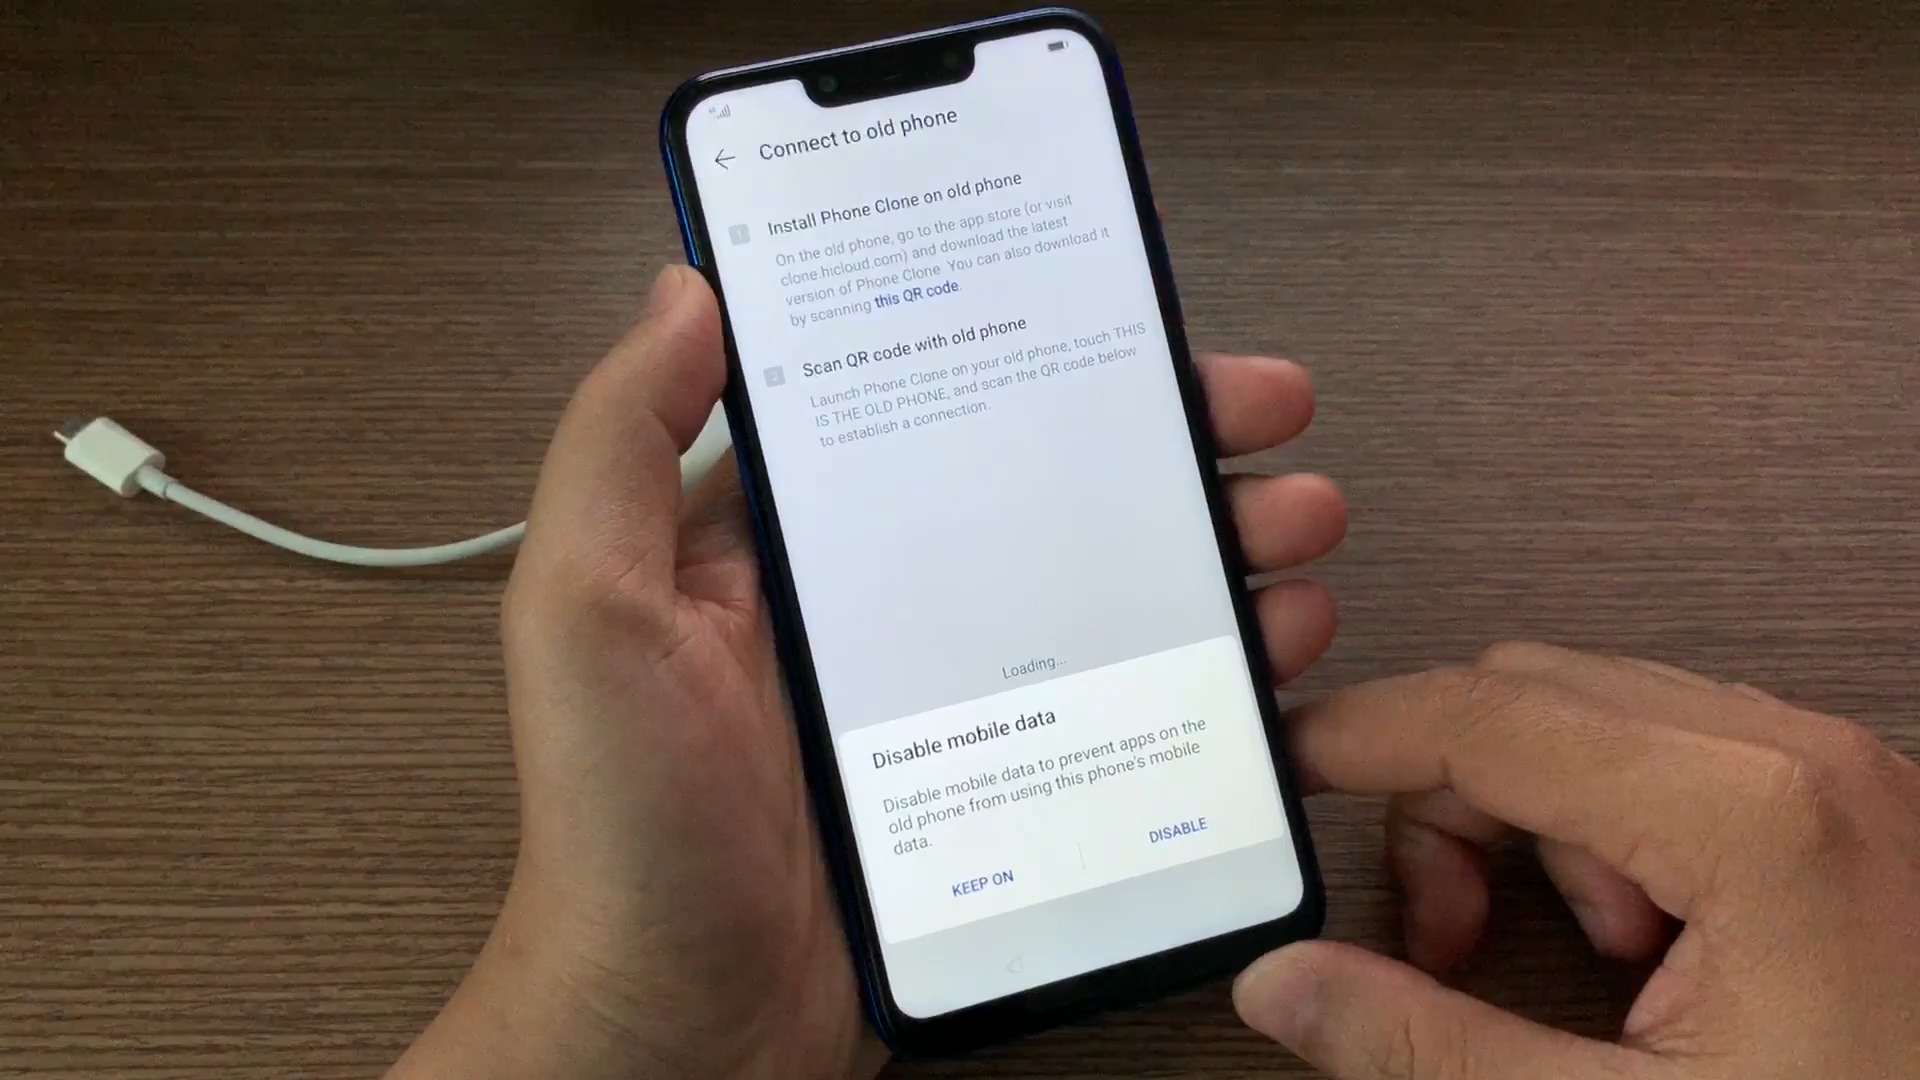 Connect to old phone
1
Install Phone Clone on old phone
On the old phone, go to the app store (or visit
clone.hicloud.com) and download the latest
version of Phone Clone. You can also download it
by scanning this QR code.
2
Scan QR code with old phone
Launch Phone Clone on your old phone, touch THIS
IS THE OLD PHONE, and scan the QR code below
to establish a connection.
Loading...
Disable mobile data
Disable mobile data to prevent apps on the
old phone from using this phone's mobile
data.
KEEP ON
DISABLE